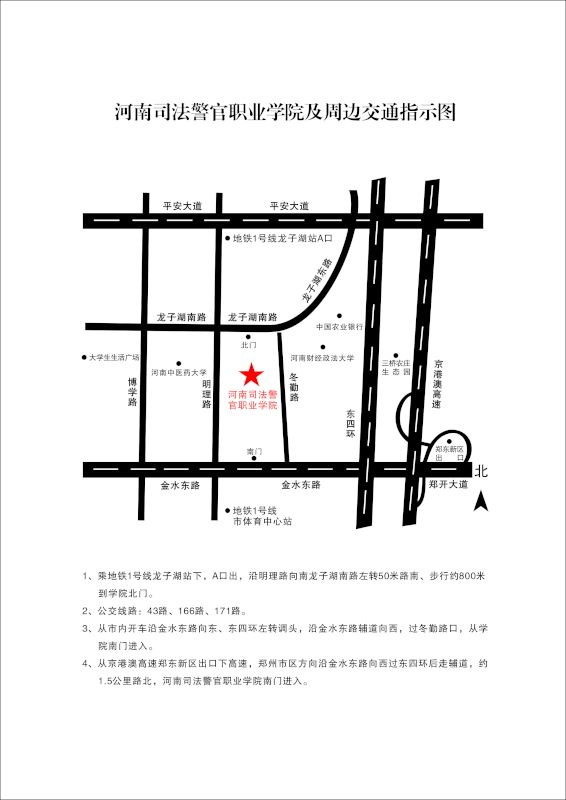 河南司法警官职业学院及周边交通指示图
平安大道
平安大道
地铁1号线龙子湖站A口
龙子湖东路
龙子湖南路
龙子湖南路
中国农业银行
北门
大学生生活广场
河南中医药大学
河南财经政法大学
三桥农庄
生态园
京港澳高速
博学路
明理路
河南司法警
官职业学院
冬勤路
东四环
郑东新区
出口
南门
北
金水东路
金水东路
郑开大道
地铁1号线
市体育中心站
1、乘地铁1号线龙子湖站下，A口出，沿明理路向南龙子湖南路左转50米路南、步行约800米
到学院北门。
2、公交线路：43路、166路、171路。
3、从市内开车沿金水东路向东、东四环左转调头，沿金水东路辅道向西，过冬勤路口，从学
院南门进入。
4、从京港澳高速郑东新区出口下高速，郑州市区方向沿金水东路向西过东四环后走辅道，约
1.5公里路北，河南司法警官职业学院南门进入。